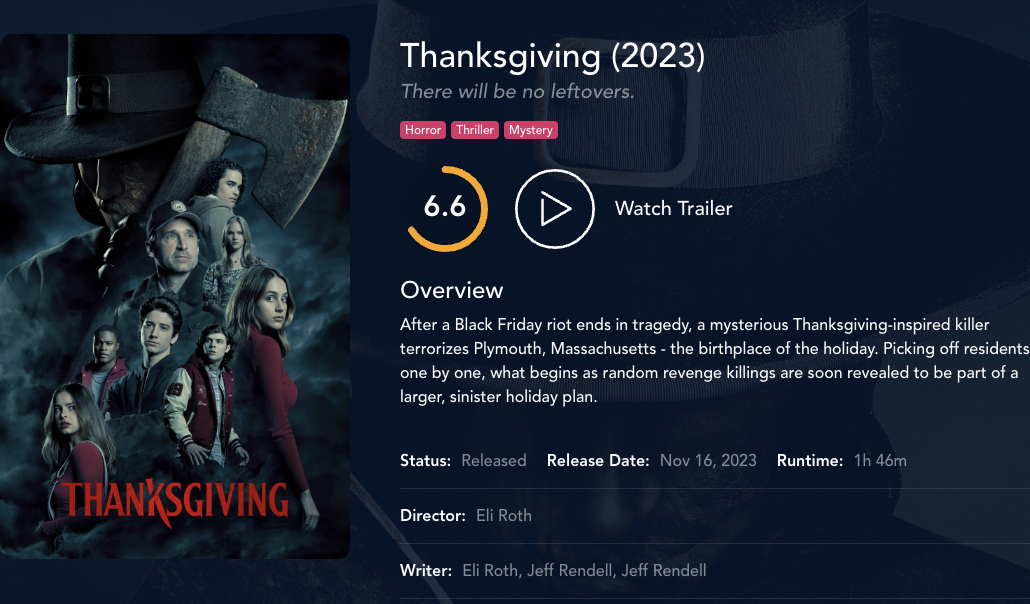 Thanksgiving (2023)
There will be no leftovers.
Horror Thriller Mystery
6.6
Watch Trailer
Overview
After a Black Friday riot ends in tragedy, a mysterious Thanksgiving-inspired killer
terrorizes Plymouth, Massachusetts - the birthplace of the holiday. Picking off residents
one by one, what begins as random revenge killings are soon revealed to be part of a
larger, sinister holiday plan.
Status: Released Release Date: Nov 16, 2023 Runtime: 1h 46m
Director: Eli Roth
Writer: Eli Roth, Jeff Rendell, Jeff Rendell
THANKSGIVING